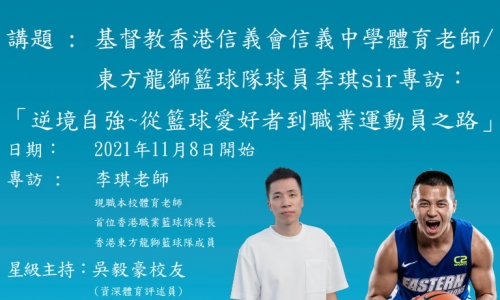 講題 : 基督教香港信義會信義中學體育老師/
東方龍獅籃球隊球員李琪sir專訪：
「逆境自強~從籃球愛好者到職業運動員之路」
日期： 2021年11月8日開始
專訪 : 李琪老師
現職本校體育老師
首位香港職業籃球隊隊長
香港東方龍獅籃球隊成員
星級主持：吳毅豪校友
(資深體育評述員)
EASTERN